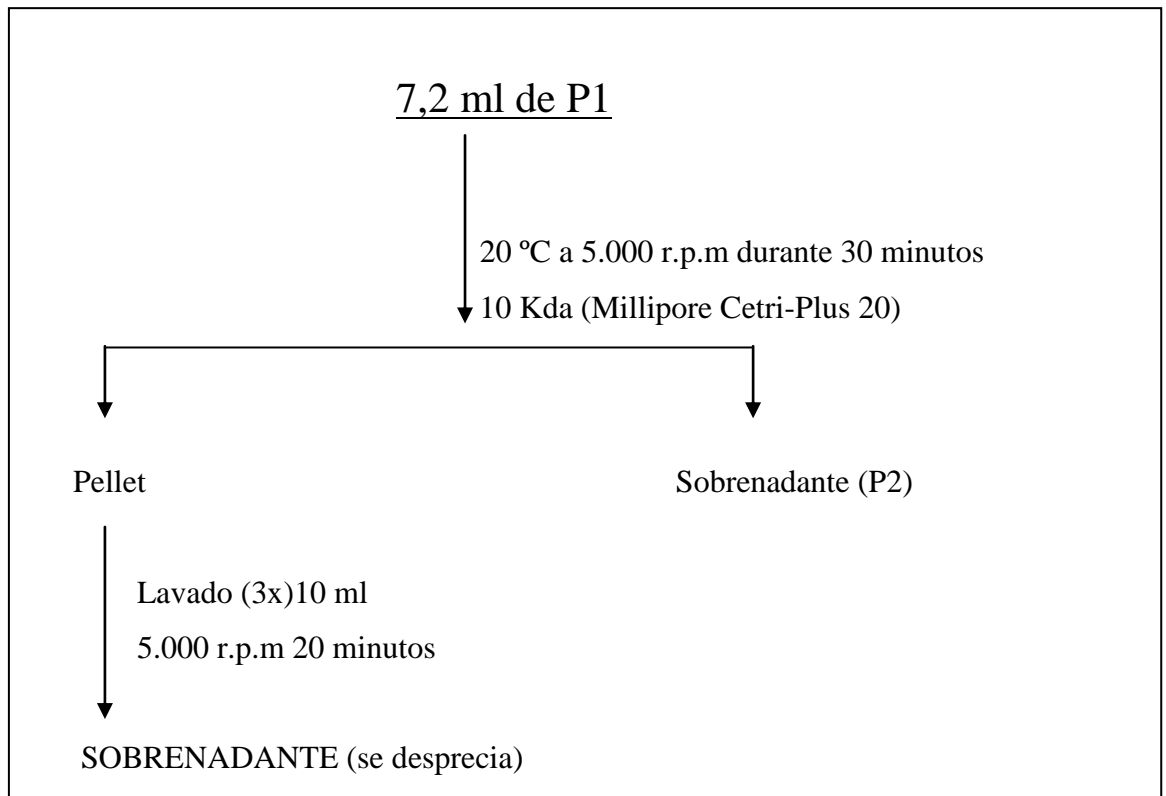 7,2 ml de P1
20 ºC a 5.000 r.p.m durante 30 minutos
10 Kda (Millipore Cetri-Plus 20)
Pellet
Sobrenadante (P2)
Lavado (3x)10 ml
5.000 r.p.m 20 minutos
SOBRENADANTE (se desprecia)